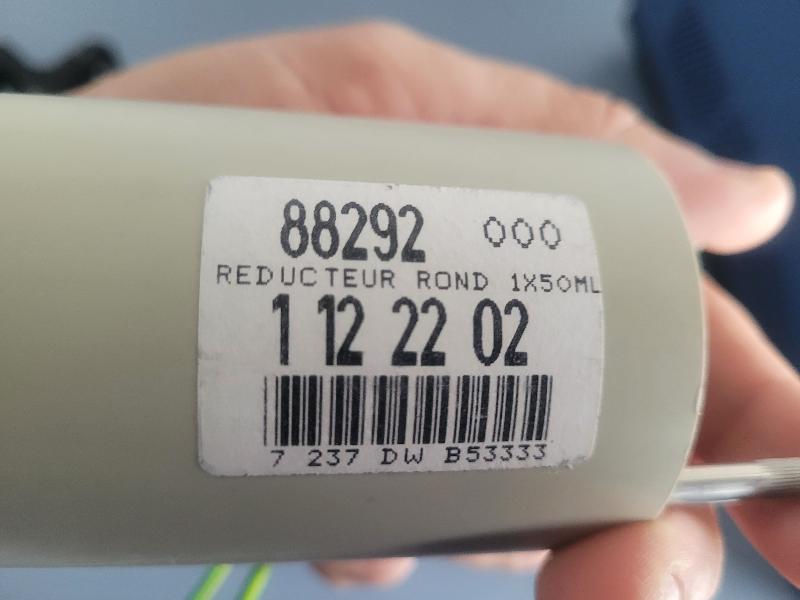 88292 000
REDUCTEUR ROND 1X50ML
1 12 22 02
7 237 DW B53333